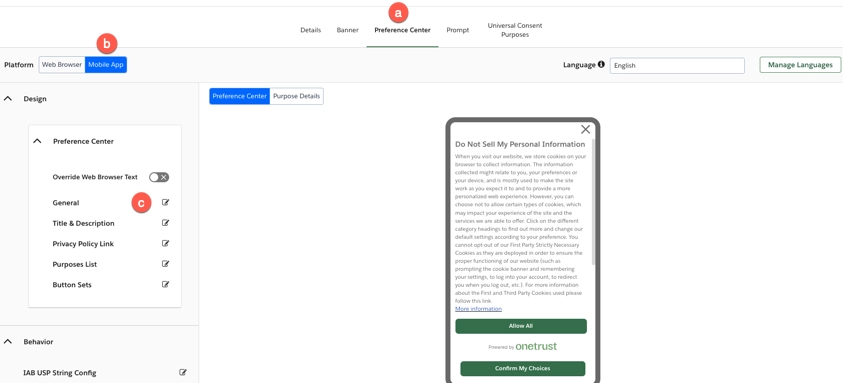 a
Details
Banner
Preference Center
Prompt
Universal Consent
Purposes
b
Platform
Web Browser
Mobile App
Language
English
Manage Languages
Design
Preference Center
Purpose Details
Preference Center
Override Web Browser Text
General
c
Title & Description
Privacy Policy Link
Purposes List
Button Sets
Behavior
IAB USP String Config
Do Not Sell My Personal Information
When you visit our website, we store cookies on your
browser to collect information. The information
collected might relate to you, your preferences or
your device, and is mostly used to make the site
work as you expect it to and to provide a more
personalized web experience. However, you can
choose not to allow certain types of cookies, which
may impact your experience of the site and the
services we are able to offer. Click on the different
category headings to find out more and change our
default settings according to your preference. You
cannot opt-out of our First Party Strictly Necessary
Cookies as they are deployed in order to ensure the
proper functioning of our website (such as
prompting the cookie banner and remembering
your settings, to log into your account, to redirect
you when you log out, etc.). For more information
about the First and Third Party Cookies used please
follow this link.
More information
Allow All
Powered by onetrust
Confirm My Choices